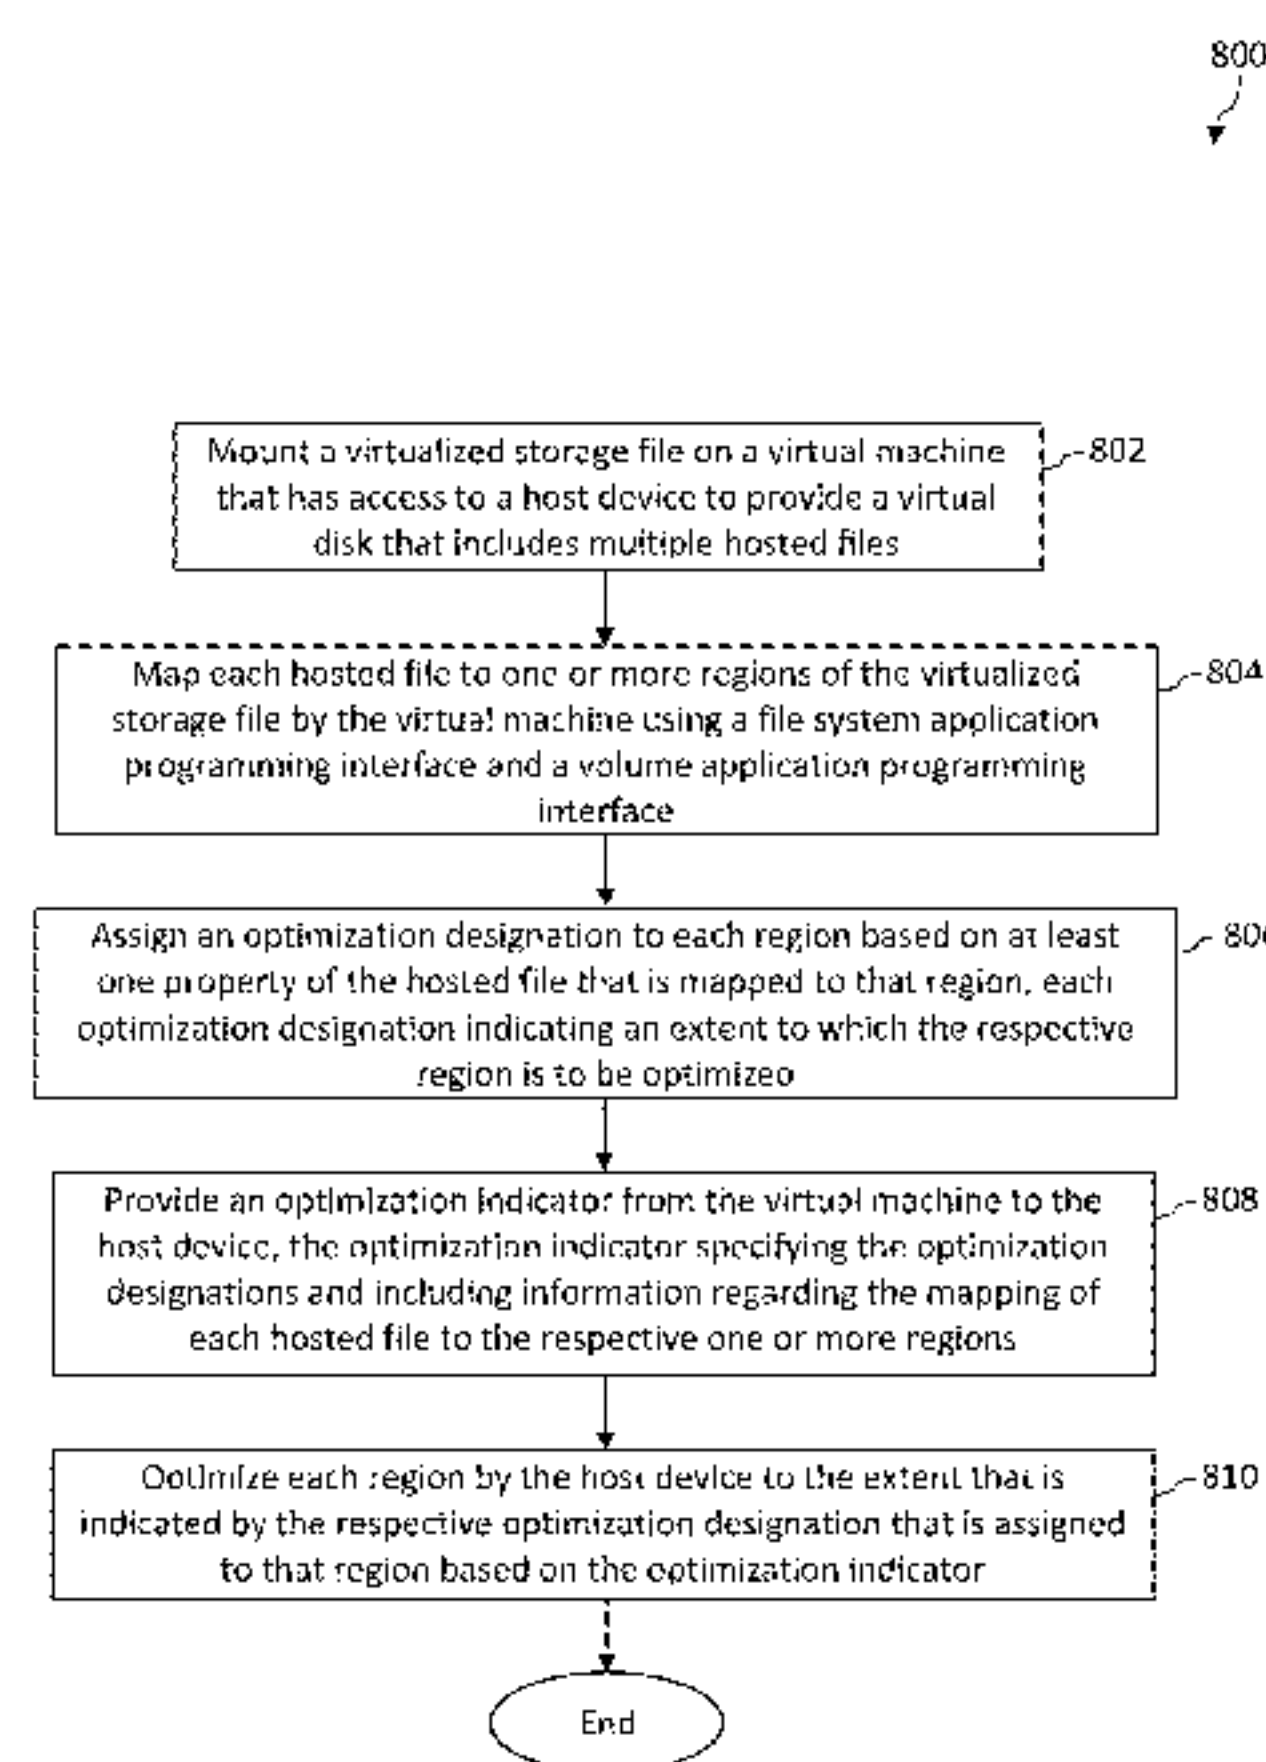 800
Mount a virtualized storage file on a virtual machine
802
that has access to a host device to provide a virtual
disk that includes multiple hosted files
Map each hosted file to one or more regions of the virtualized
804
storage file by the virtual machine using a file system application
programming interface and a volume application programming
interface
Assign an optimization designation to each region based on at least
one property of the hosted file that is mapped to that region, each
optimization designation indicating an extent to which the respective
region is to be optimized
Provide an optimization indicator from the virtual machine to the
808
host device, the optimization indicator specifying the optimization
designations and including information regarding the mapping of
each hosted file to the respective one or more regions
Optimize each region by the host device to the extent that is
810
indicated by the respective optimization designation that is assigned
to that region based on the optimization indicator
End